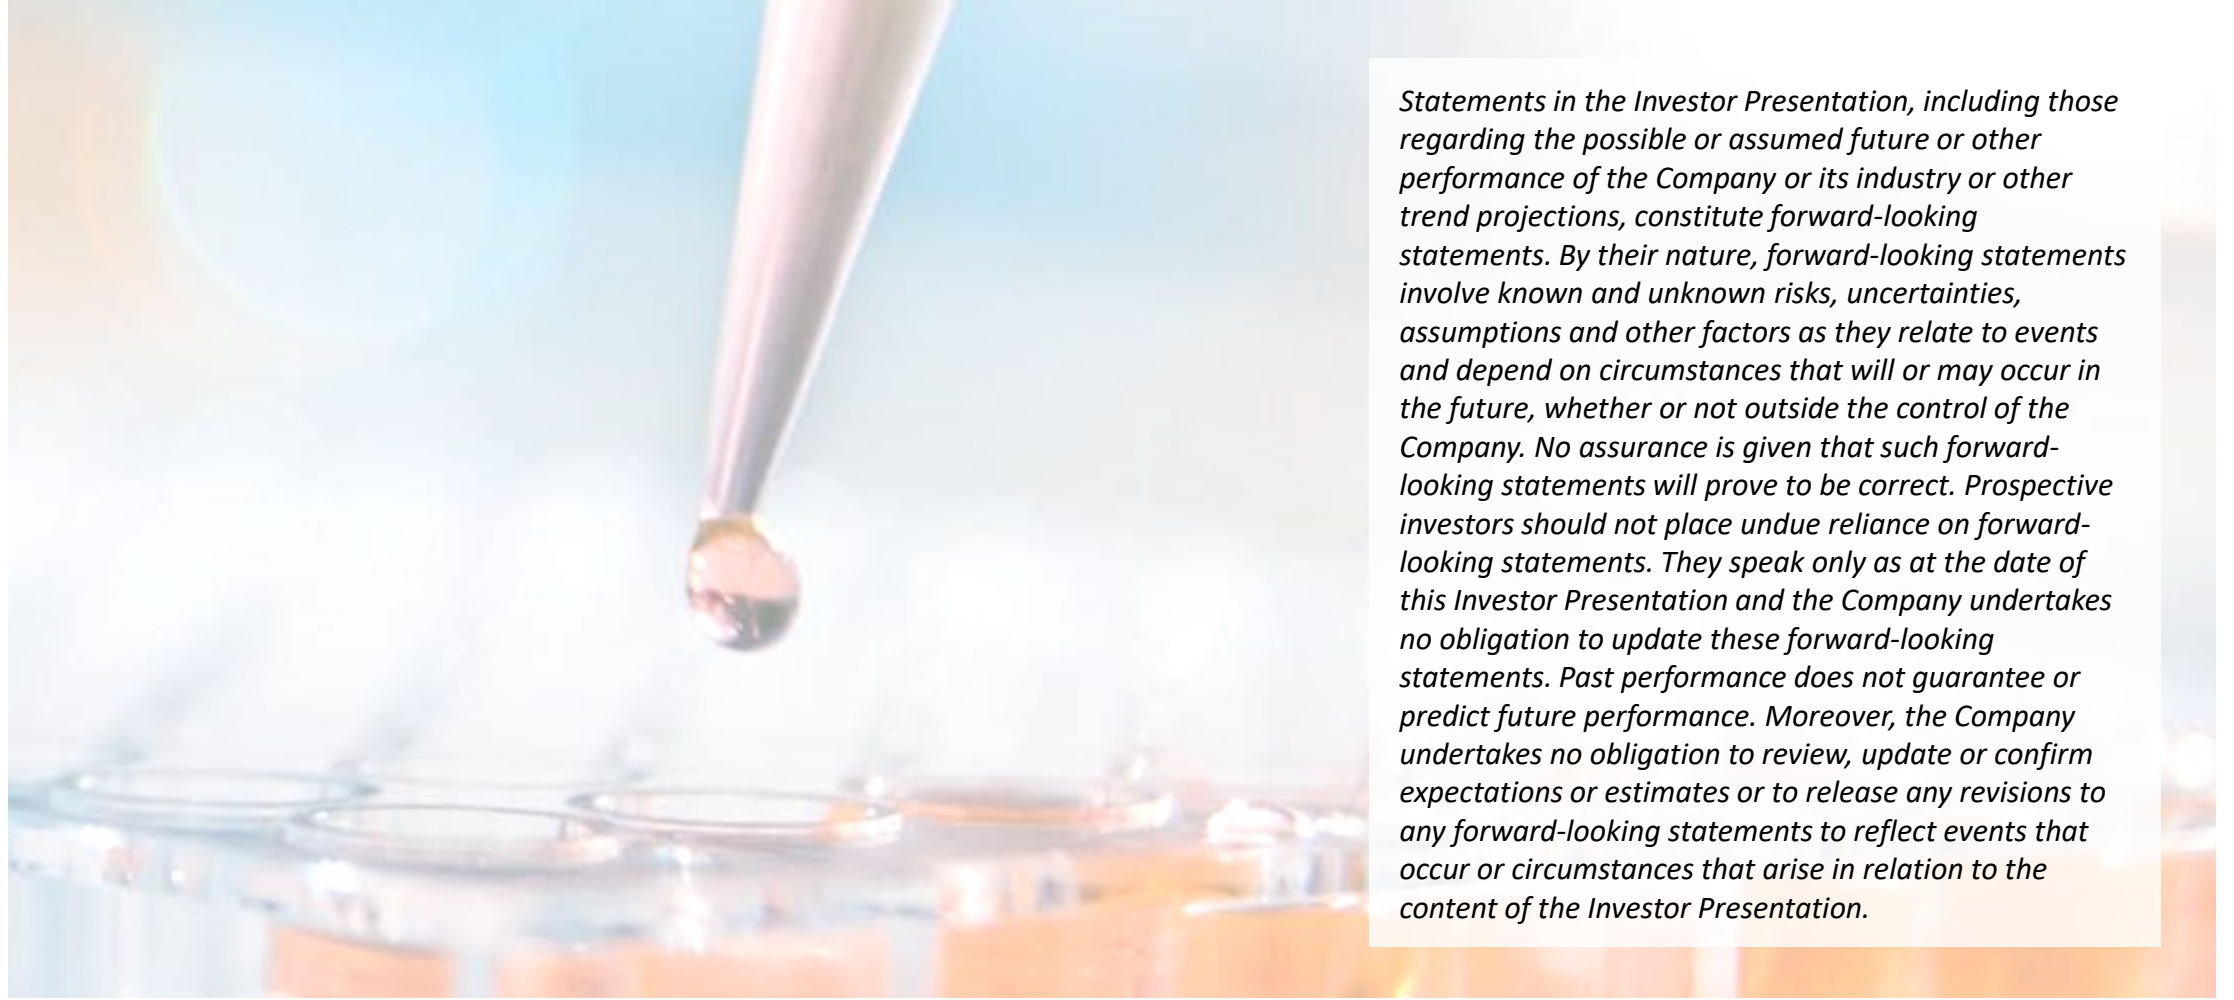 Statements in the Investor Presentation, including those
regarding the possible or assumed future or other
performance of the Company or its industry or other
trend projections, constitute forward-looking
statements. By their nature, forward-looking statements
involve known and unknown risks, uncertainties,
assumptions and other factors as they relate to events
and depend on circumstances that will or may occur in
the future, whether or not outside the control of the
Company. No assurance is given that such forward-
looking statements will prove to be correct. Prospective
investors should not place undue reliance on forward-
looking statements. They speak only as at the date of
this Investor Presentation and the Company undertakes
no obligation to update these forward-looking
statements. Past performance does not guarantee or
predict future performance. Moreover, the Company
undertakes no obligation to review, update or confirm
expectations or estimates or to release any revisions to
any forward-looking statements to reflect events that
occur or circumstances that arise in relation to the
content of the Investor Presentation.